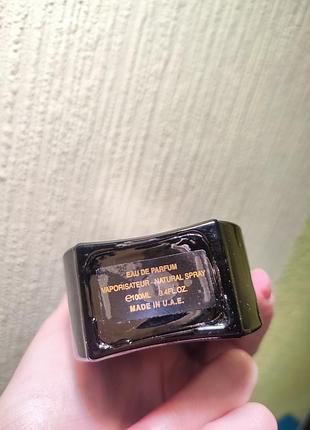 EAU DE PARFUM
VAPORISATEUR - NATURAL SPRAY
℮100ML 3.4FL.OZ.
MADE IN U.A.E.